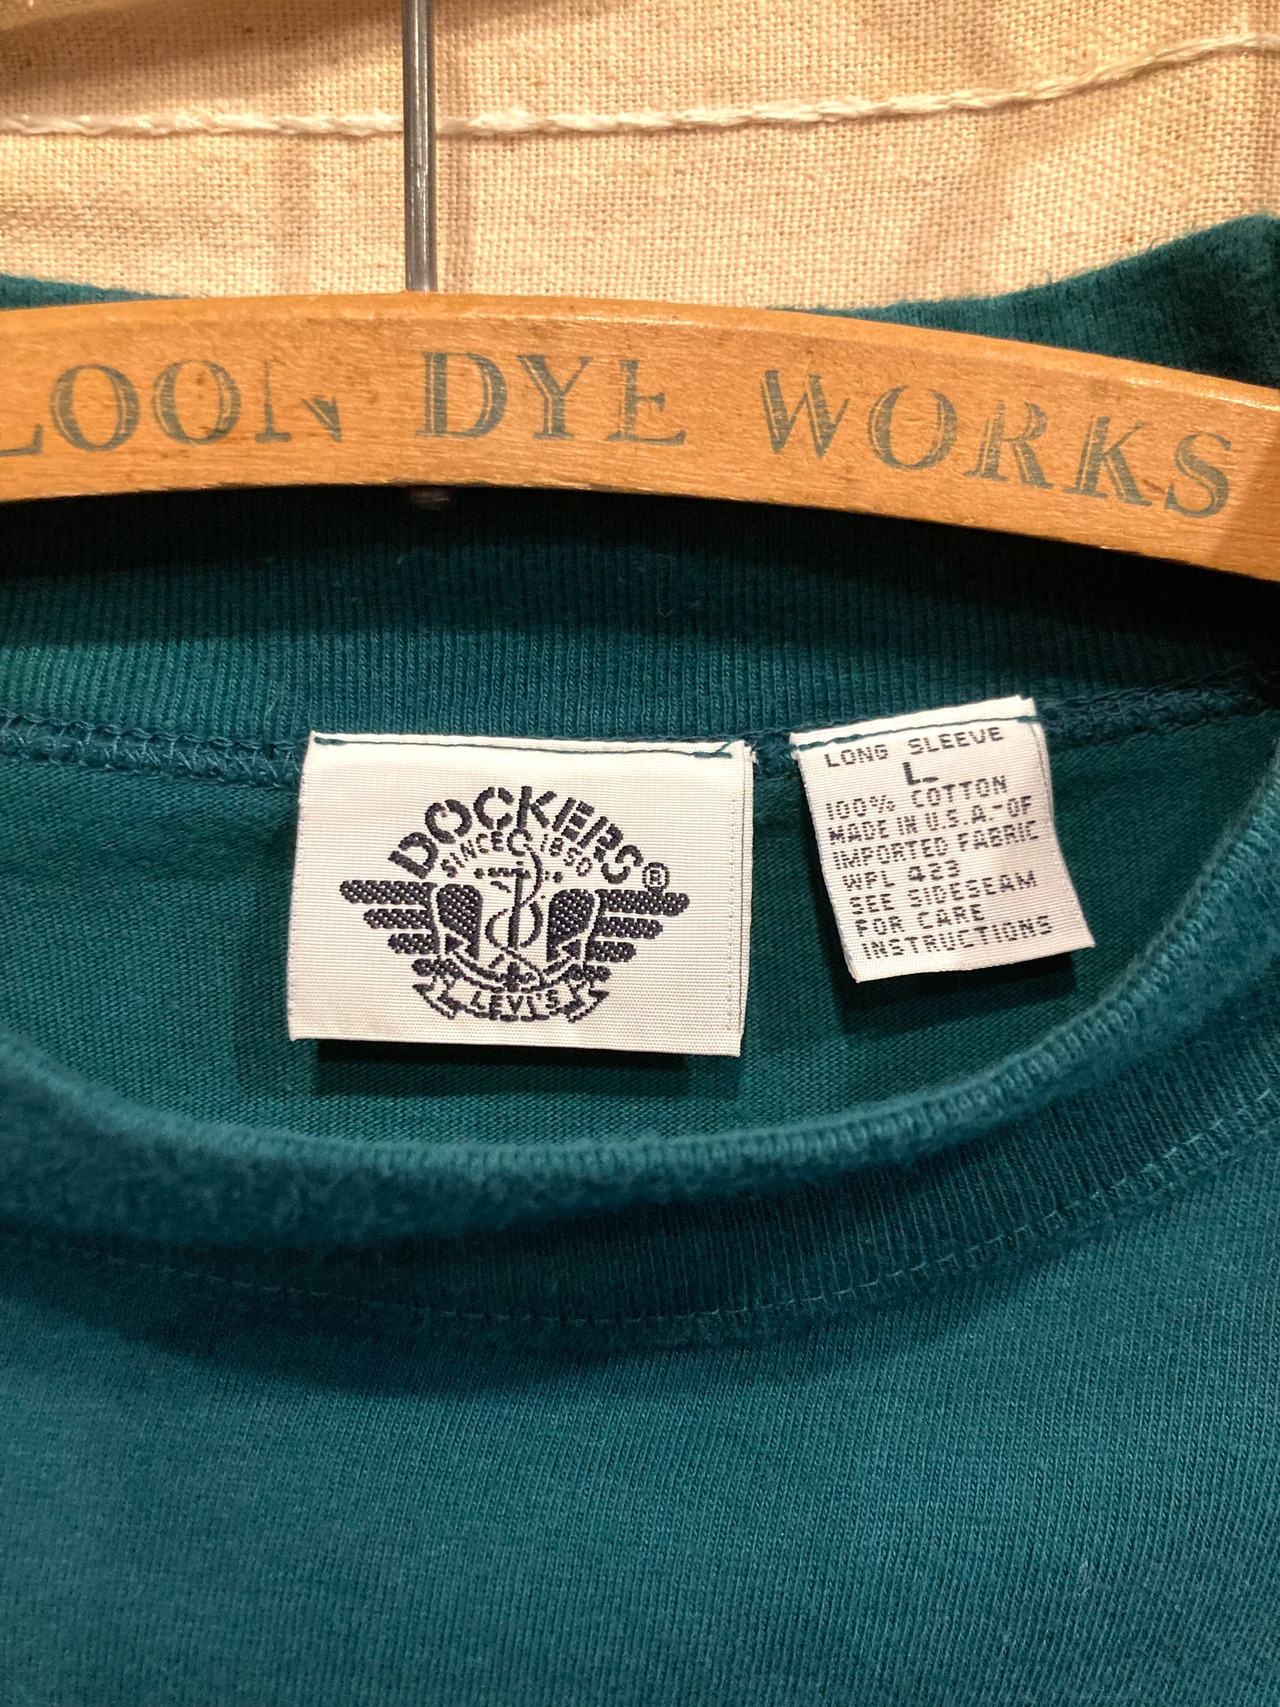 LOON DYE WORKS
DOCKERS®
SINCE 1850
LEVI'S
LONG SLEEVE
L
100% COTTON
MADE IN U.S.A.-OF
IMPORTED FABRIC
WPL 423
SEE SIDESEAM
FOR CARE
INSTRUCTIONS